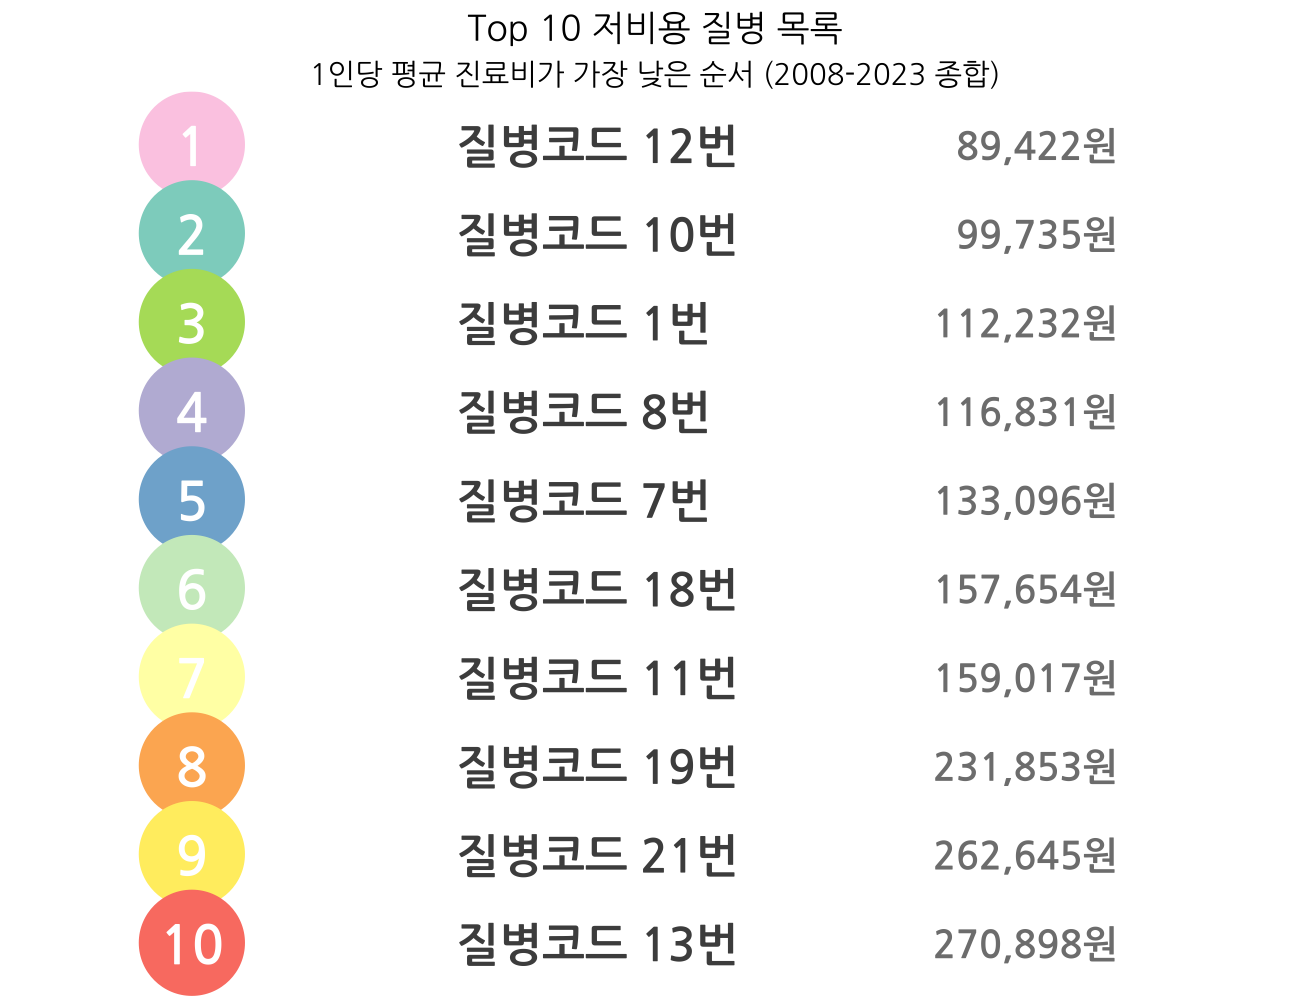 Top 10 저비용 질병 목록
1인당 평균 진료비가 가장 낮은 순서 (2008-2023 종합)
1 질병코드 12번 89,422원
2 질병코드 10번 99,735원
3 질병코드 1번 112,232원
4 질병코드 8번 116,831원
5 질병코드 7번 133,096원
6 질병코드 18번 157,654원
7 질병코드 11번 159,017원
8 질병코드 19번 231,853원
9 질병코드 21번 262,645원
10 질병코드 13번 270,898원